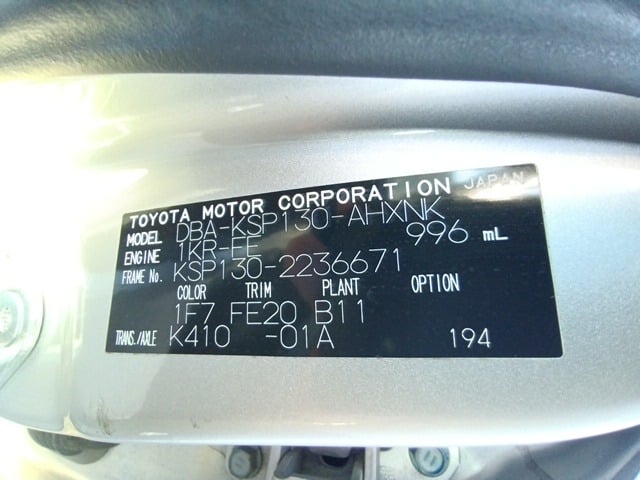 TOYOTA MOTOR CORPORATION JAPAN
MODEL DBA-KSP130-AHXNK
ENGINE 1KR-FE 996 mL
FRAME No. KSP130-2236671
COLOR TRIM PLANT OPTION
1F7 FE20 B11
TRANS./AXLE K410 -01A 194